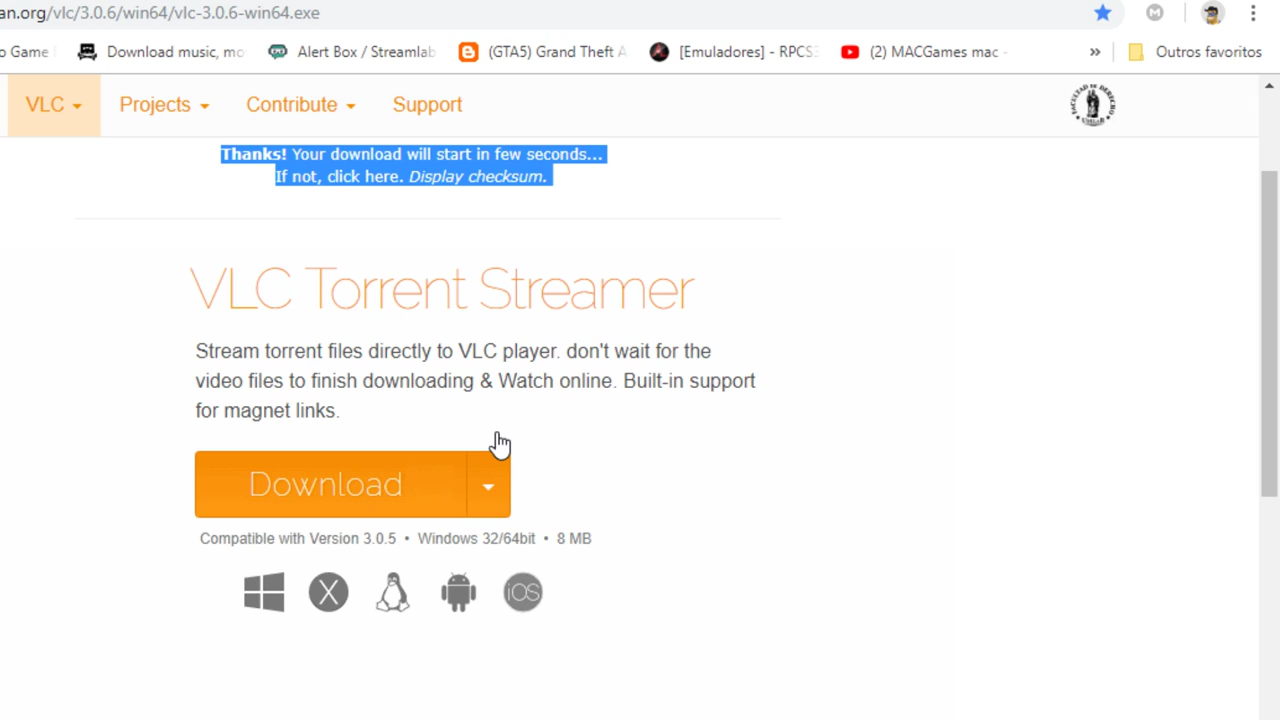 an.org/vlc/3.0.6/win64/vlc-3.0.6-win64.exe
o Game Download music, mo Alert Box / Streamlab (GTA5) Grand Theft A [Emuladores] - RPCS3 (2) MACGames mac - » Outros favoritos
VLC Projects Contribute Support
FACULTAD DE DERECHO
Thanks! Your download will start in few seconds...
If not, click here. Display checksum.
VLC Torrent Streamer
Stream torrent files directly to VLC player. don't wait for the
video files to finish downloading & Watch online. Built-in support
for magnet links.
Download
Compatible with Version 3.0.5 • Windows 32/64bit • 8 MB
X
iOS